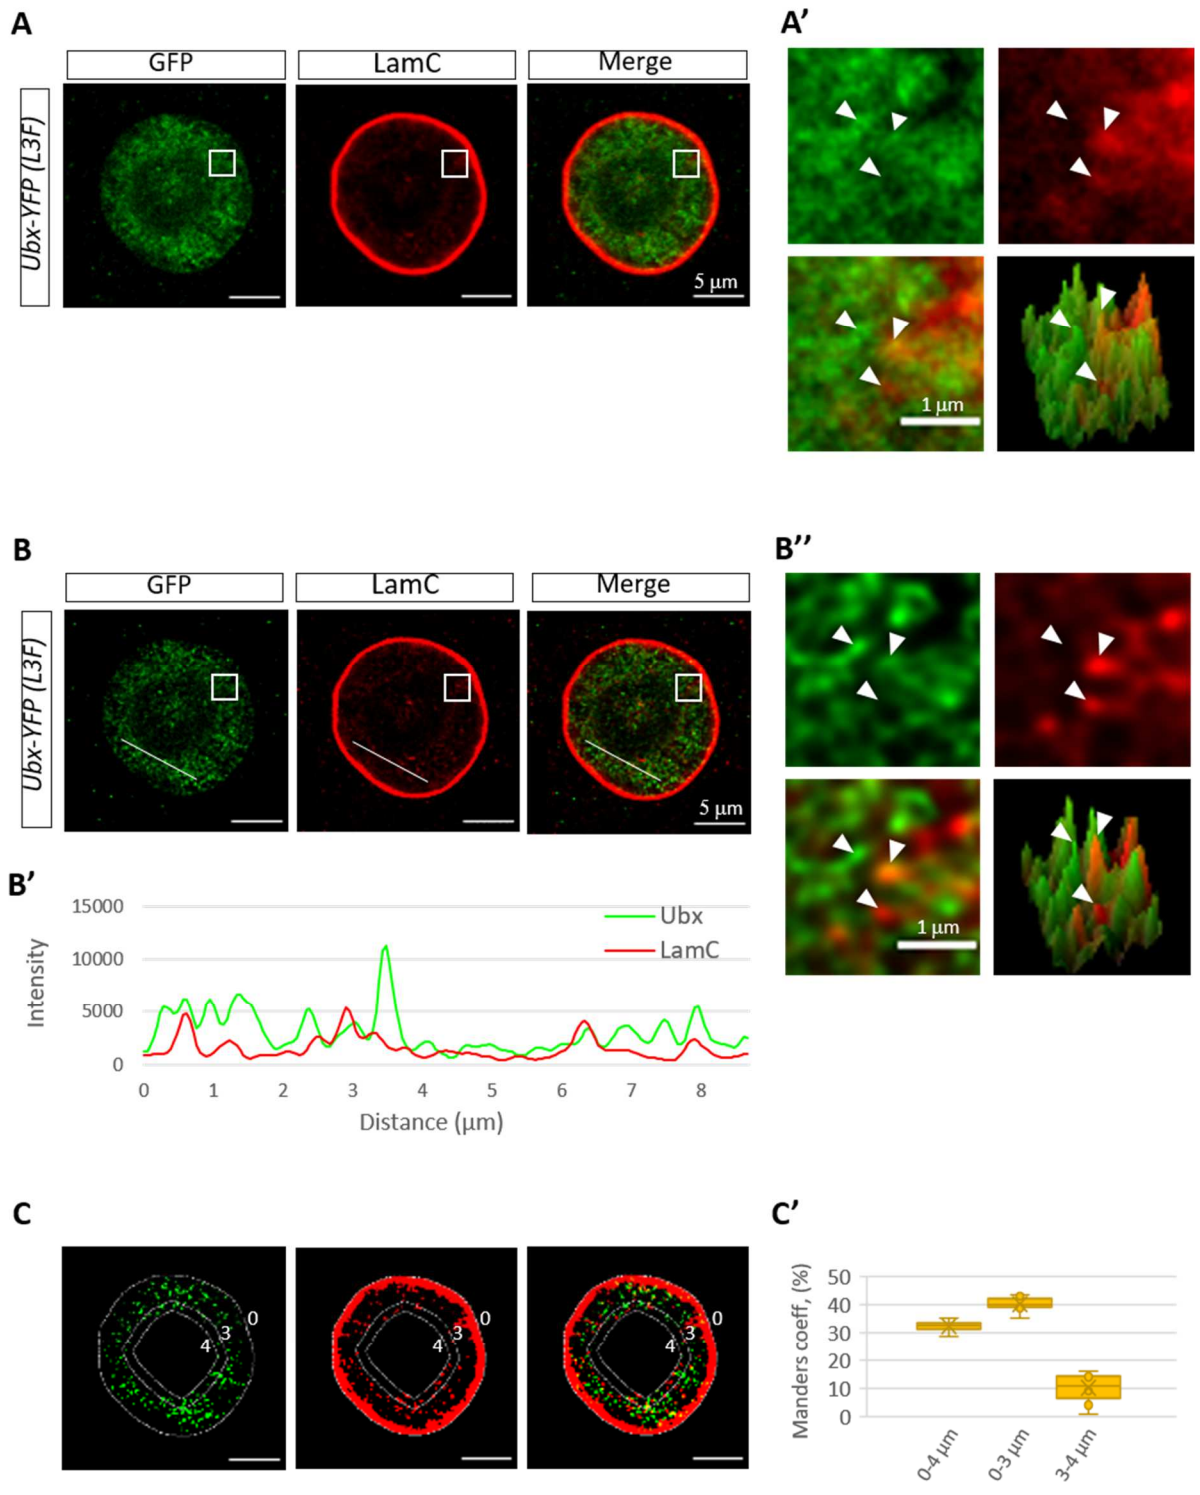 A
GFP
LamC
Merge
Ubx-YFP (L3F)
5 µm
A’
1 µm
B
GFP
LamC
Merge
Ubx-YFP (L3F)
5 µm
B’’
1 µm
B’
15000
10000
5000
0
Intensity
Ubx
LamC
0 1 2 3 4 5 6 7 8
Distance (µm)
C
0
3
4
0
3
4
0
3
4
C’
Manders coeff, (%)
50
40
30
20
10
0
0-4 µm
0-3 µm
3-4 µm